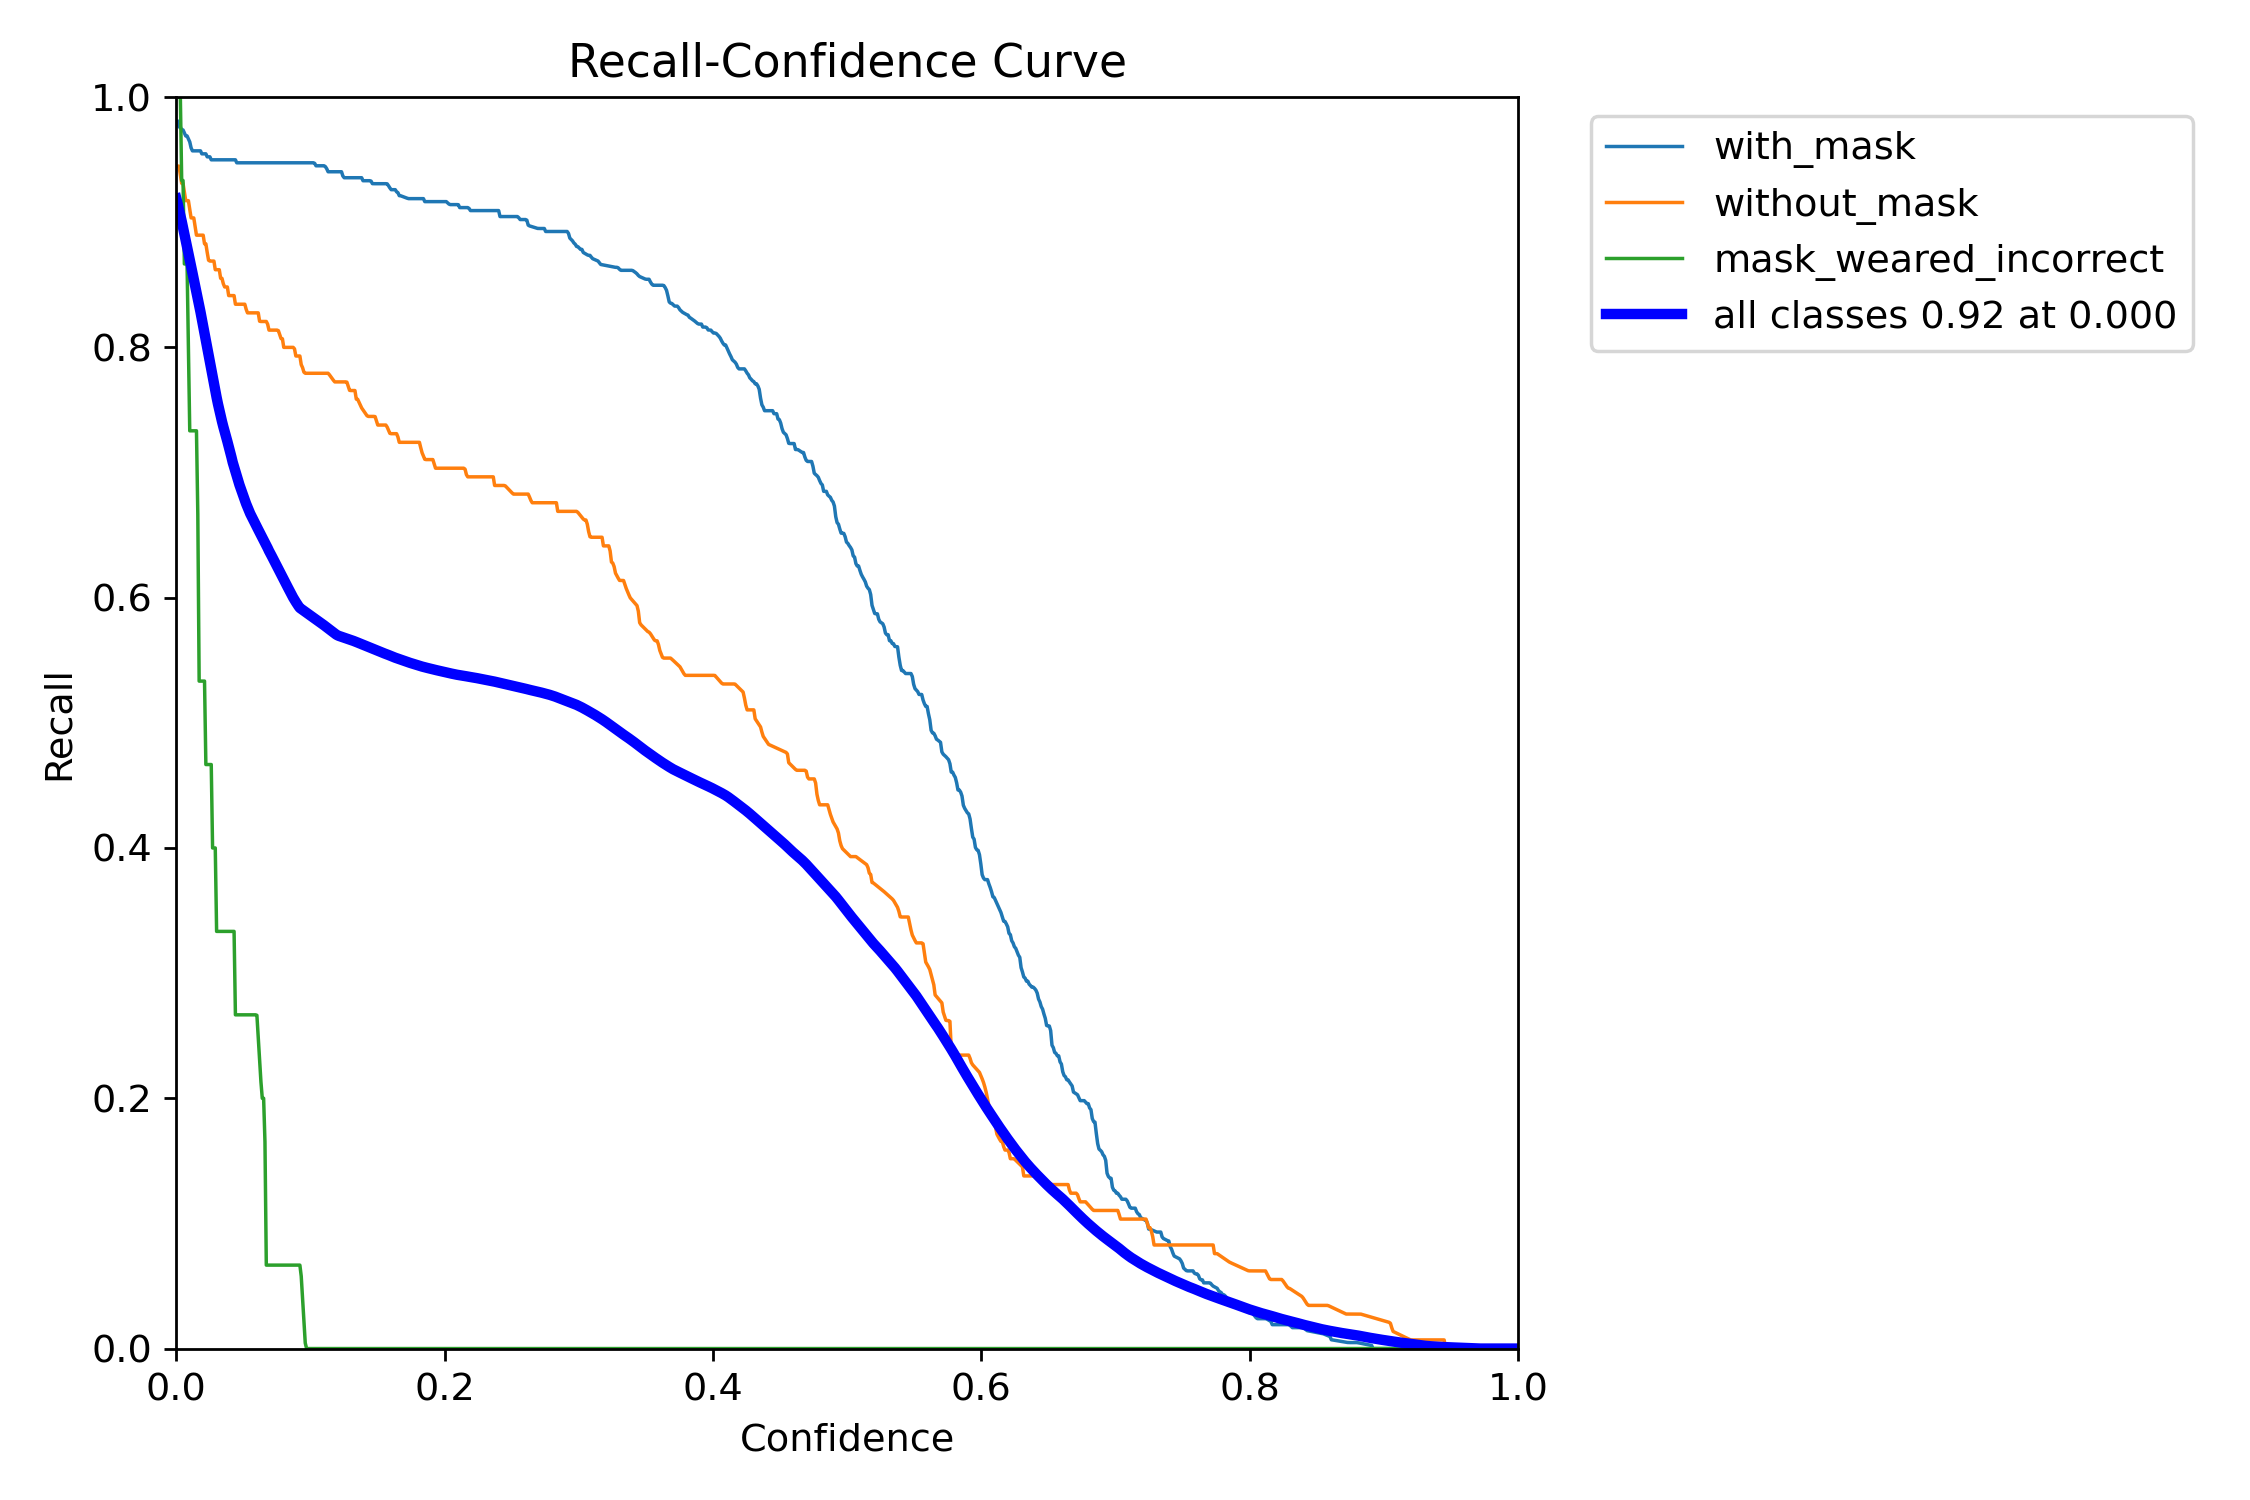 Recall-Confidence Curve
with_mask
without_mask
mask_weared_incorrect
all classes 0.92 at 0.000
1.0
0.8
0.6
0.4
0.2
0.0
Recall
0.0 0.2 0.4 0.6 0.8 1.0
Confidence